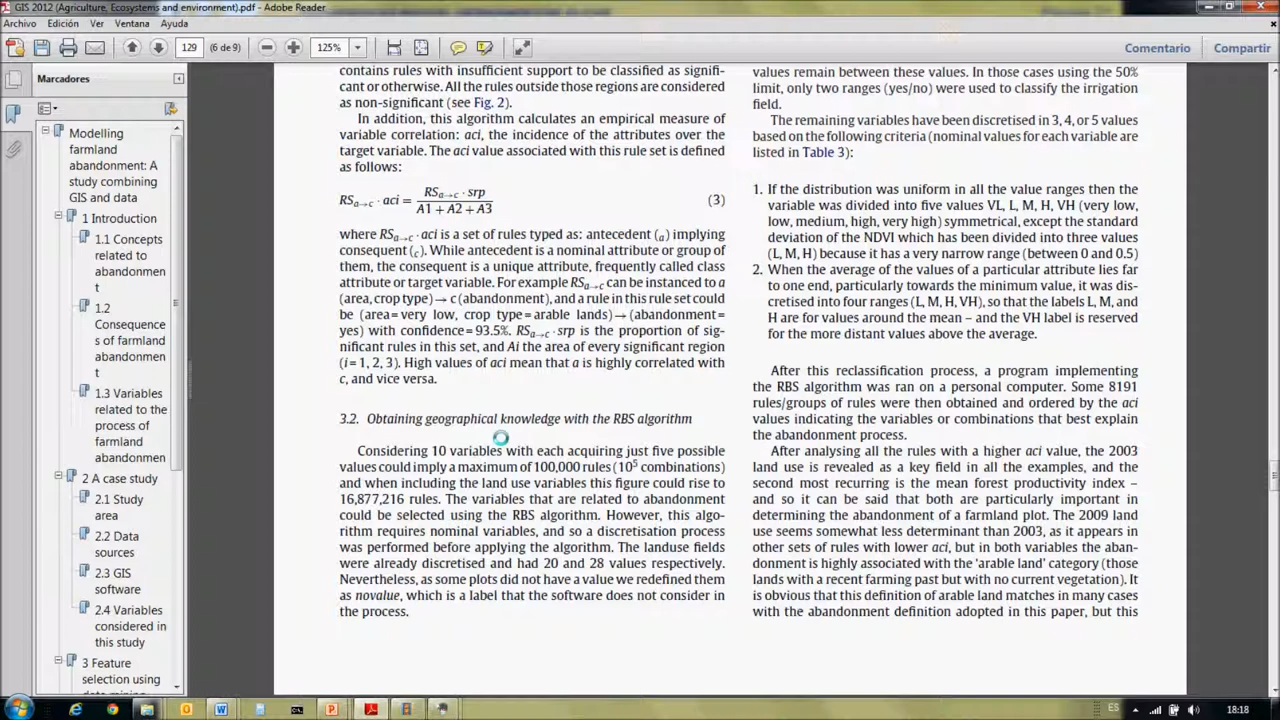 GIS 2012 (Agriculture, Ecosystems and environment).pdf - Adobe Reader
Archivo Edición Ver Ventana Ayuda
129 (6 de 9) 125% Comentario Compartir
Marcadores
Modelling
farmland
abandonment: A
study combining
GIS and data
1 Introduction
1.1 Concepts
related to
abandonmen
t
1.2
Consequence
s of farmland
abandonmen
t
1.3 Variables
related to the
process of
farmland
abandonmen
2 A case study
2.1 Study
area
2.2 Data
sources
2.3 GIS
software
2.4 Variables
considered in
this study
3 Feature
selection using
contains rules with insufficient support to be classified as signifi-
cant or otherwise. All the rules outside those regions are considered
as non-significant (see Fig. 2).
In addition, this algorithm calculates an empirical measure of
variable correlation: aci, the incidence of the attributes over the
target variable. The aci value associated with this rule set is defined
as follows:
RSa→c · aci = RSa→c · srp / A1 + A2 + A3 (3)
where RSa→c · aci is a set of rules typed as: antecedent (a) implying
consequent (c). While antecedent is a nominal attribute or group of
them, the consequent is a unique attribute, frequently called class
attribute or target variable. For example RSa→c can be instanced to a
(area, crop type) → c (abandonment), and a rule in this rule set could
be (area = very low, crop type = arable lands) → (abandonment =
yes) with confidence = 93.5%. RSa→c · srp is the proportion of sig-
nificant rules in this set, and Ai the area of every significant region
(i = 1, 2, 3). High values of aci mean that a is highly correlated with
c, and vice versa.
3.2. Obtaining geographical knowledge with the RBS algorithm
Considering 10 variables with each acquiring just five possible
values could imply a maximum of 100,000 rules (10⁵ combinations)
and when including the land use variables this figure could rise to
16,877,216 rules. The variables that are related to abandonment
could be selected using the RBS algorithm. However, this algo-
rithm requires nominal variables, and so a discretisation process
was performed before applying the algorithm. The landuse fields
were already discretised and had 20 and 28 values respectively.
Nevertheless, as some plots did not have a value we redefined them
as novalue, which is a label that the software does not consider in
the process.
values remain between these values. In those cases using the 50%
limit, only two ranges (yes/no) were used to classify the irrigation
field.
The remaining variables have been discretised in 3, 4, or 5 values
based on the following criteria (nominal values for each variable are
listed in Table 3):
1. If the distribution was uniform in all the value ranges then the
variable was divided into five values VL, L, M, H, VH (very low,
low, medium, high, very high) symmetrical, except the standard
deviation of the NDVI which has been divided into three values
(L, M, H) because it has a very narrow range (between 0 and 0.5)
2. When the average of the values of a particular attribute lies far
to one end, particularly towards the minimum value, it was dis-
cretised into four ranges (L, M, H, VH), so that the labels L, M, and
H are for values around the mean – and the VH label is reserved
for the more distant values above the average.
After this reclassification process, a program implementing
the RBS algorithm was ran on a personal computer. Some 8191
rules/groups of rules were then obtained and ordered by the aci
values indicating the variables or combinations that best explain
the abandonment process.
After analysing all the rules with a higher aci value, the 2003
land use is revealed as a key field in all the examples, and the
second most recurring is the mean forest productivity index –
and so it can be said that both are particularly important in
determining the abandonment of a farmland plot. The 2009 land
use seems somewhat less determinant than 2003, as it appears in
other sets of rules with lower aci, but in both variables the aban-
donment is highly associated with the 'arable land' category (those
lands with a recent farming past but with no current vegetation). It
is obvious that this definition of arable land matches in many cases
with the abandonment definition adopted in this paper, but this
ES 18:18